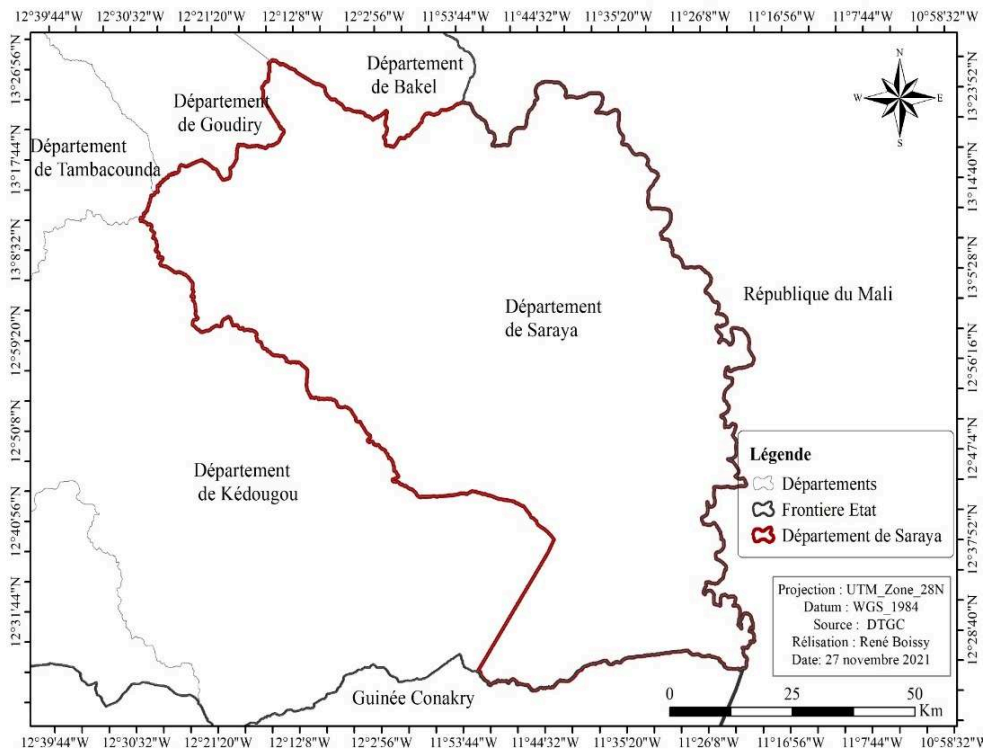 12°39'44"W 12°30'32"W 12°21'20"W 12°12'8"W 12°2'56"W 11°53'44"W 11°44'32"W 11°35'20"W 11°26'8"W 11°16'56"W 11°7'44"W 10°58'32"W
13°26'56"N
13°17'44"N
13°8'32"N
12°59'20"N
12°50'8"N
12°40'56"N
12°31'44"N
Département
de Bakel
Département
de Goudiry
Département
de Tambacounda
N
W
E
S
Département
de Saraya
République du Mali
Département
de Kédougou
Guinée Conakry
Légende
Départements
Frontiere Etat
Département de Saraya
Projection : UTM_Zone_28N
Datum : WGS_1984
Source : DTGC
Rélisation : René Boissy
Date: 27 novembre 2021
0 25 50
Km
13°23'52"N
13°14'40"N
13°5'28"N
12°56'16"N
12°47'4"N
12°37'52"N
12°28'40"N
12°39'44"W 12°30'32"W 12°21'20"W 12°12'8"W 12°2'56"W 11°53'44"W 11°44'32"W 11°35'20"W 11°26'8"W 11°16'56"W 11°7'44"W 10°58'32"W